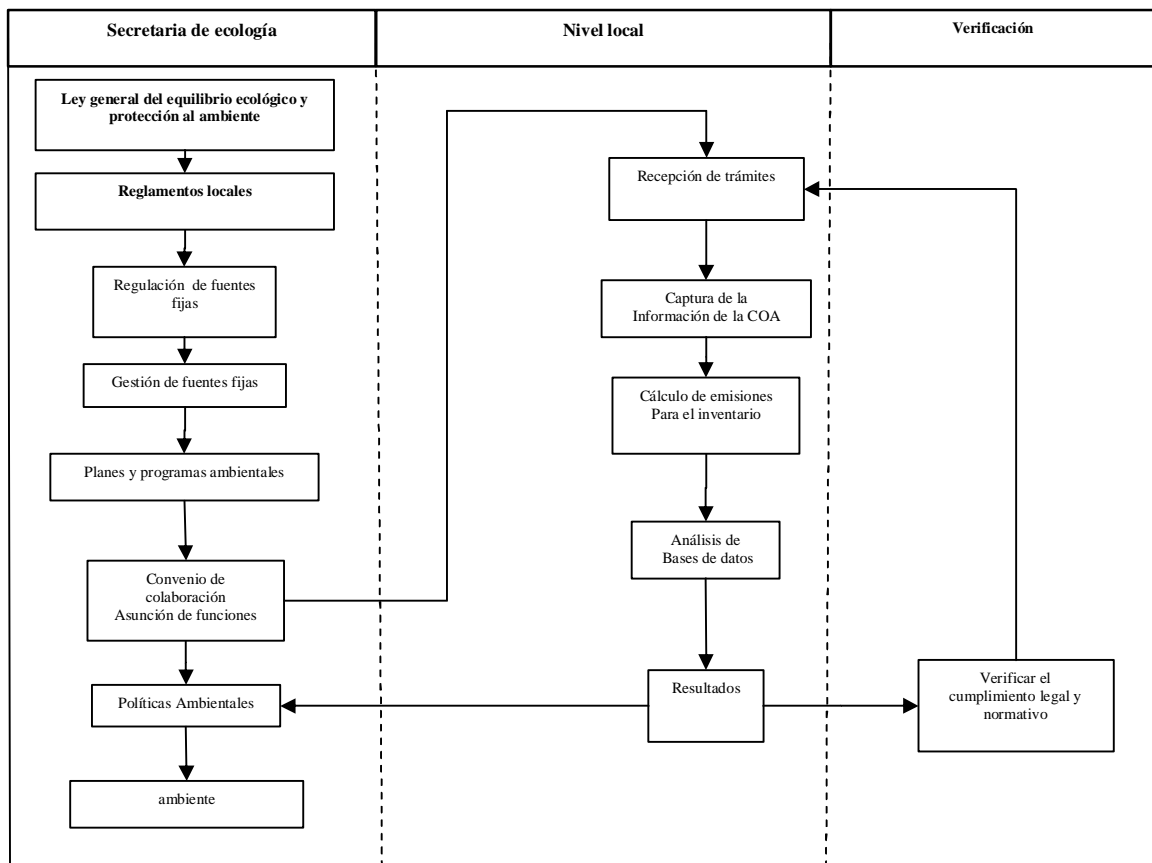 Secretaria de ecología
Nivel local
Verificación
Ley general del equilibrio ecológico y
protección al ambiente
Reglamentos locales
Regulación de fuentes
fijas
Gestión de fuentes fijas
Planes y programas ambientales
Convenio de
colaboración
Asunción de funciones
Políticas Ambientales
ambiente
Recepción de trámites
Captura de la
Información de la COA
Cálculo de emisiones
Para el inventario
Análisis de
Bases de datos
Resultados
Verificar el
cumplimiento legal y
normativo